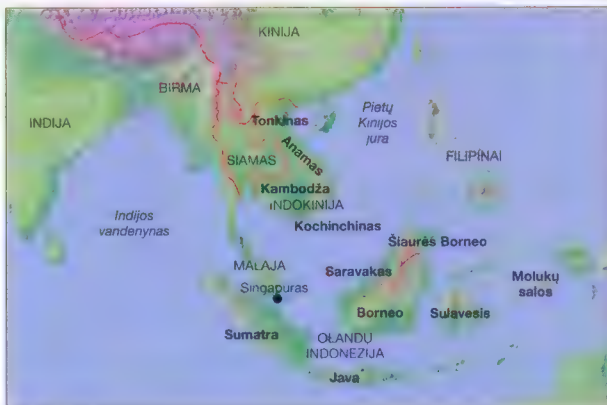 KINIJA
BIRMA
INDIJA
Tonkinas
Pietų
Kinijos
jūra
SIAMAS
Anamas
FILIPINAI
Kambodža
INDOKINIJA
Indijos
vandenynas
Kochinchinas
Šiaurės Borneo
MALAJA
Saravakas
Molukų
salos
Singapuras
Borneo
Sulavesis
Sumatra
OLANDŲ
INDONEZIJA
Java